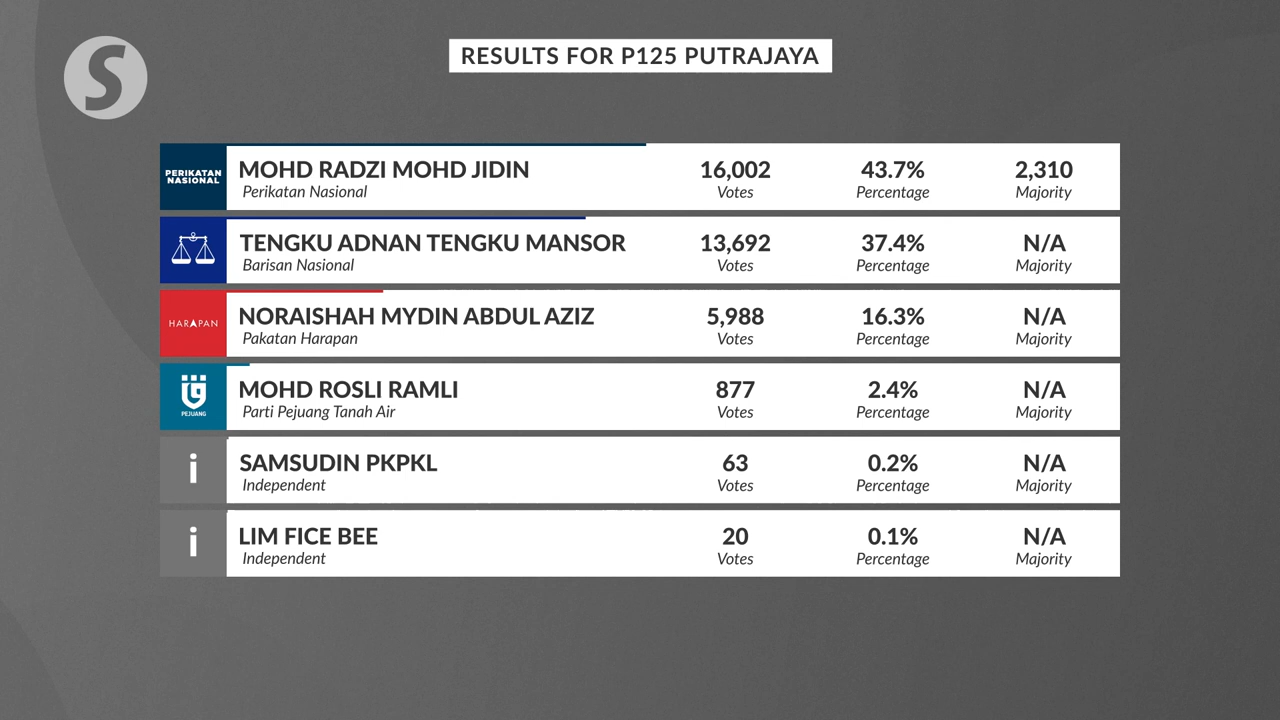 S
RESULTS FOR P125 PUTRAJAYA
PERIKATAN
NASIONAL
MOHD RADZI MOHD JIDIN
Perikatan Nasional
16,002
Votes
43.7%
Percentage
2,310
Majority
TENGKU ADNAN TENGKU MANSOR
Barisan Nasional
13,692
Votes
37.4%
Percentage
N/A
Majority
HARAPAN
NORAISHAH MYDIN ABDUL AZIZ
Pakatan Harapan
5,988
Votes
16.3%
Percentage
N/A
Majority
PEJUANG
MOHD ROSLI RAMLI
Parti Pejuang Tanah Air
877
Votes
2.4%
Percentage
N/A
Majority
i
SAMSUDIN PKPKL
Independent
63
Votes
0.2%
Percentage
N/A
Majority
i
LIM FICE BEE
Independent
20
Votes
0.1%
Percentage
N/A
Majority